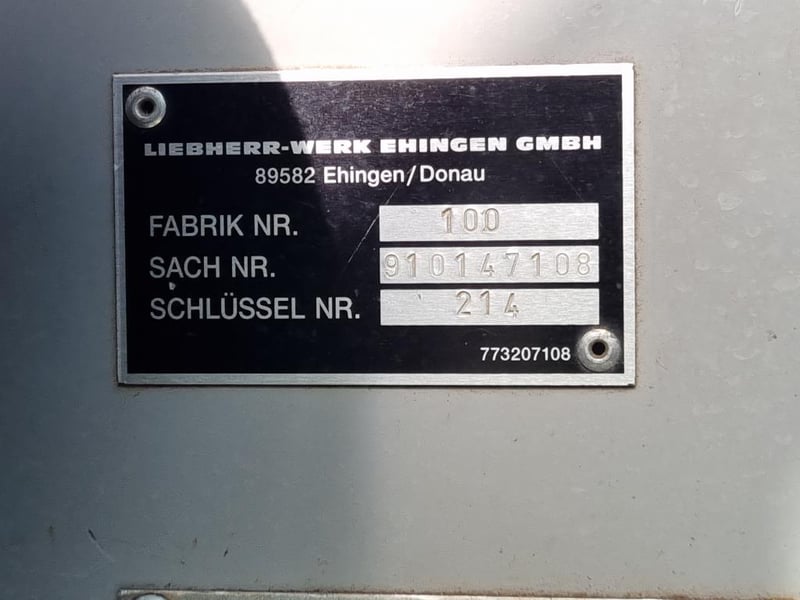 LIEBHERR-WERK EHINGEN GMBH
89582 Ehingen/Donau
FABRIK NR. 100
SACH NR. 910147108
SCHLÜSSEL NR. 214
773207108